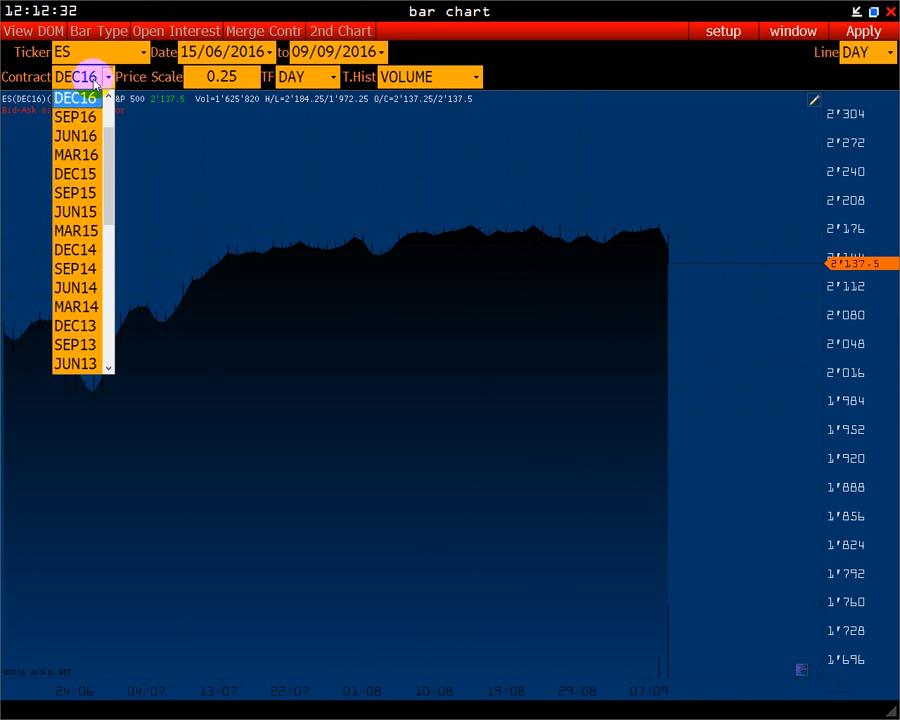 12:12:32 bar chart
View DOM Bar Type Open Interest Merge Contr 2nd Chart setup window Apply
Ticker ES Date 15/06/2016 to 09/09/2016 Line DAY
Contract DEC16 Price Scale 0.25 TF DAY T.Hist VOLUME
ES(DEC16)( &P 500 2'137.5 Vol=1'625'820 H/L=2'184.25/1'972.25 O/C=2'137.25/2'137.5
Bid-Ask
DEC16
SEP16
JUN16
MAR16
DEC15
SEP15
JUN15
MAR15
DEC14
SEP14
JUN14
MAR14
DEC13
SEP13
JUN13
2'304
2'272
2'240
2'208
2'176
2'144
2'137.5
2'112
2'080
2'048
2'016
1'984
1'952
1'920
1'888
1'856
1'824
1'792
1'760
1'728
1'696
©2016 VolFix.NET
24/06 04/07 13/07 22/07 01/08 10/08 19/08 29/08 07/09